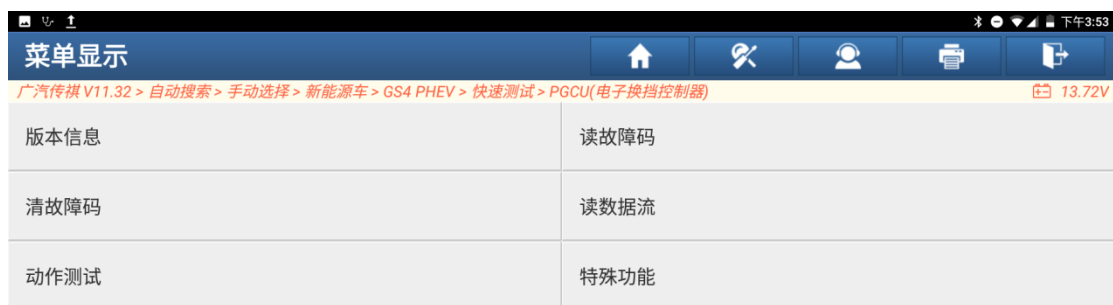 下午3:53
菜单显示
广汽传祺 V11.32 > 自动搜索 > 手动选择 > 新能源车 > GS4 PHEV > 快速测试 > PGCU(电子换挡控制器) 13.72V
版本信息 读故障码
清故障码 读数据流
动作测试 特殊功能